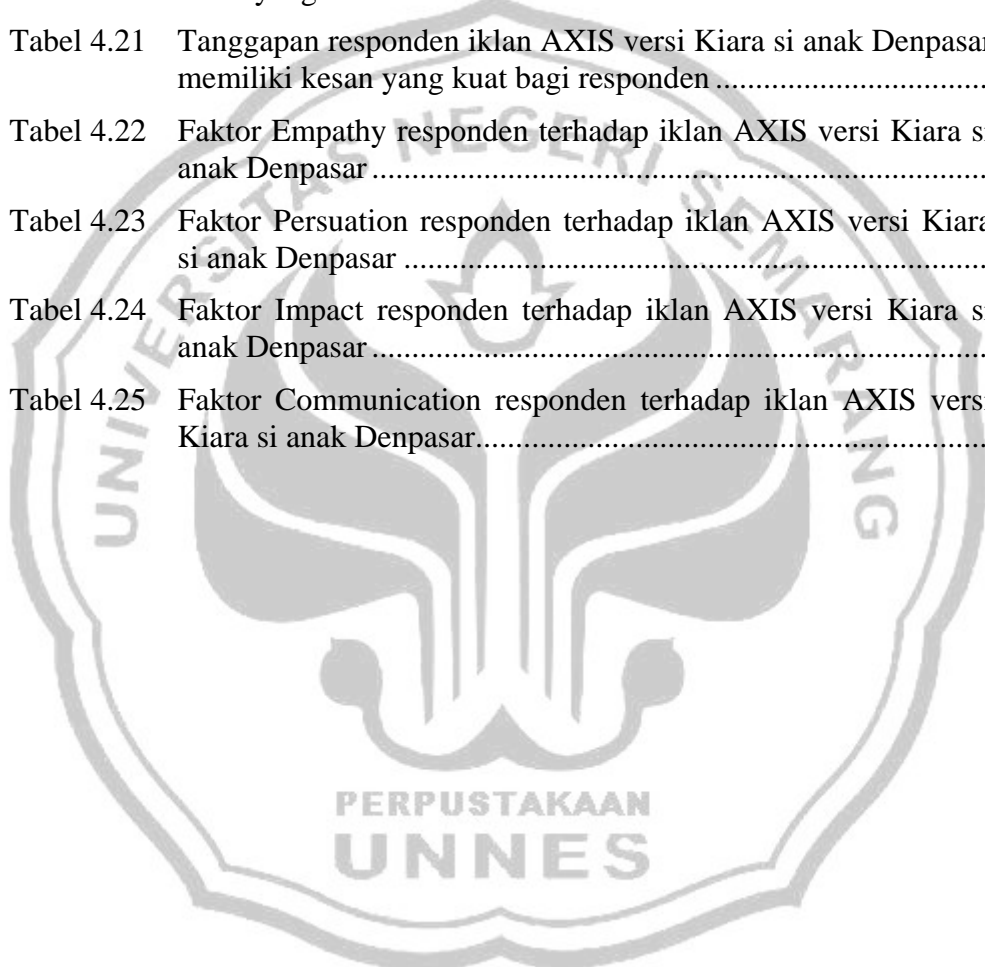 Tabel 4.21 Tanggapan responden iklan AXIS versi Kiara si anak Denpasar
memiliki kesan yang kuat bagi responden ..............................
Tabel 4.22 Faktor Empathy responden terhadap iklan AXIS versi Kiara si
anak Denpasar ..............................................................
Tabel 4.23 Faktor Persuation responden terhadap iklan AXIS versi Kiara
si anak Denpasar ..........................................................
Tabel 4.24 Faktor Impact responden terhadap iklan AXIS versi Kiara si
anak Denpasar ..............................................................
Tabel 4.25 Faktor Communication responden terhadap iklan AXIS versi
Kiara si anak Denpasar..................................................
UNIVERSITAS NEGERI SEMARANG
PERPUSTAKAAN
UNNES